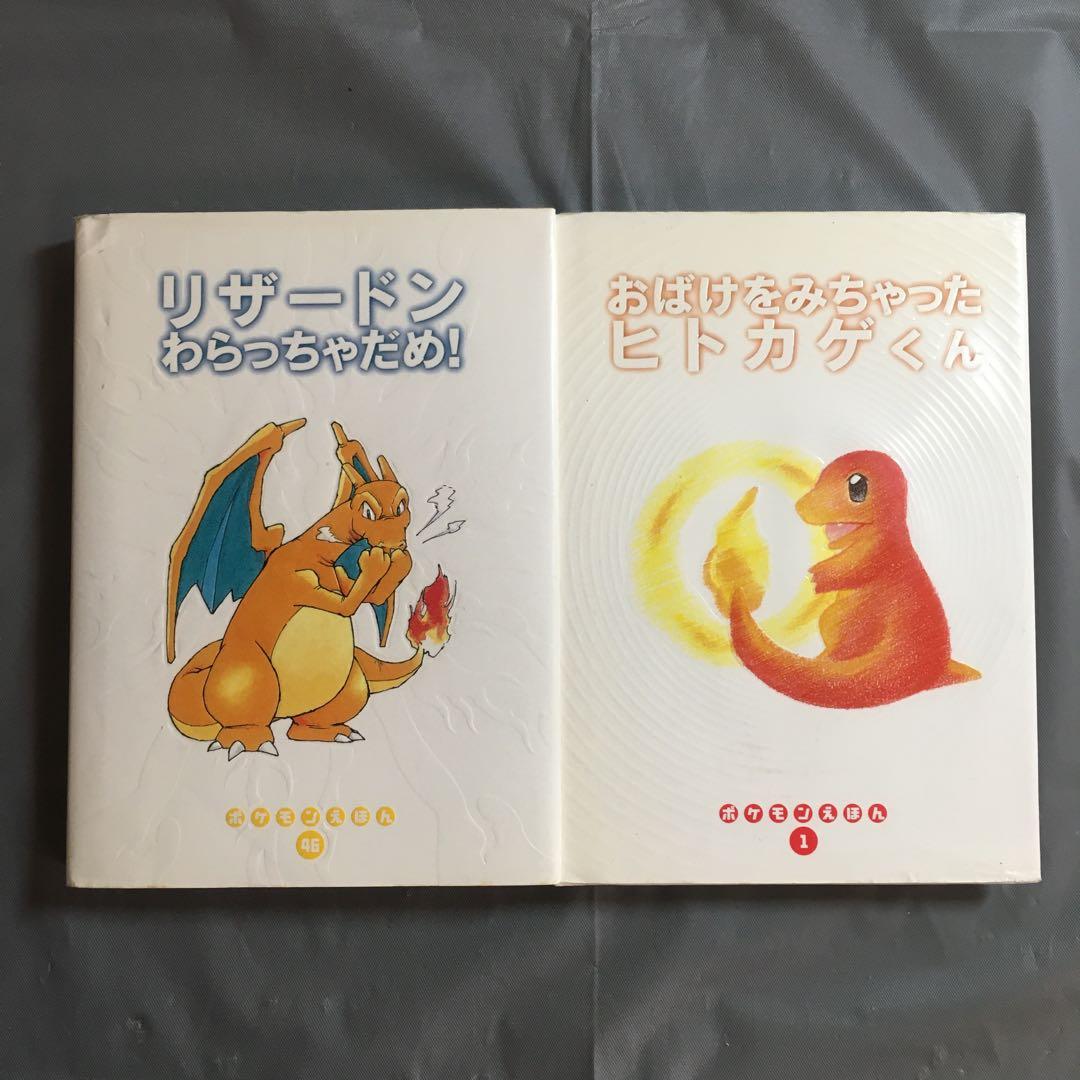 リザードン
わらっちゃだめ!
ポケモンえほん
46
おばけをみちゃった
ヒトカゲくん
ポケモンえほん
1